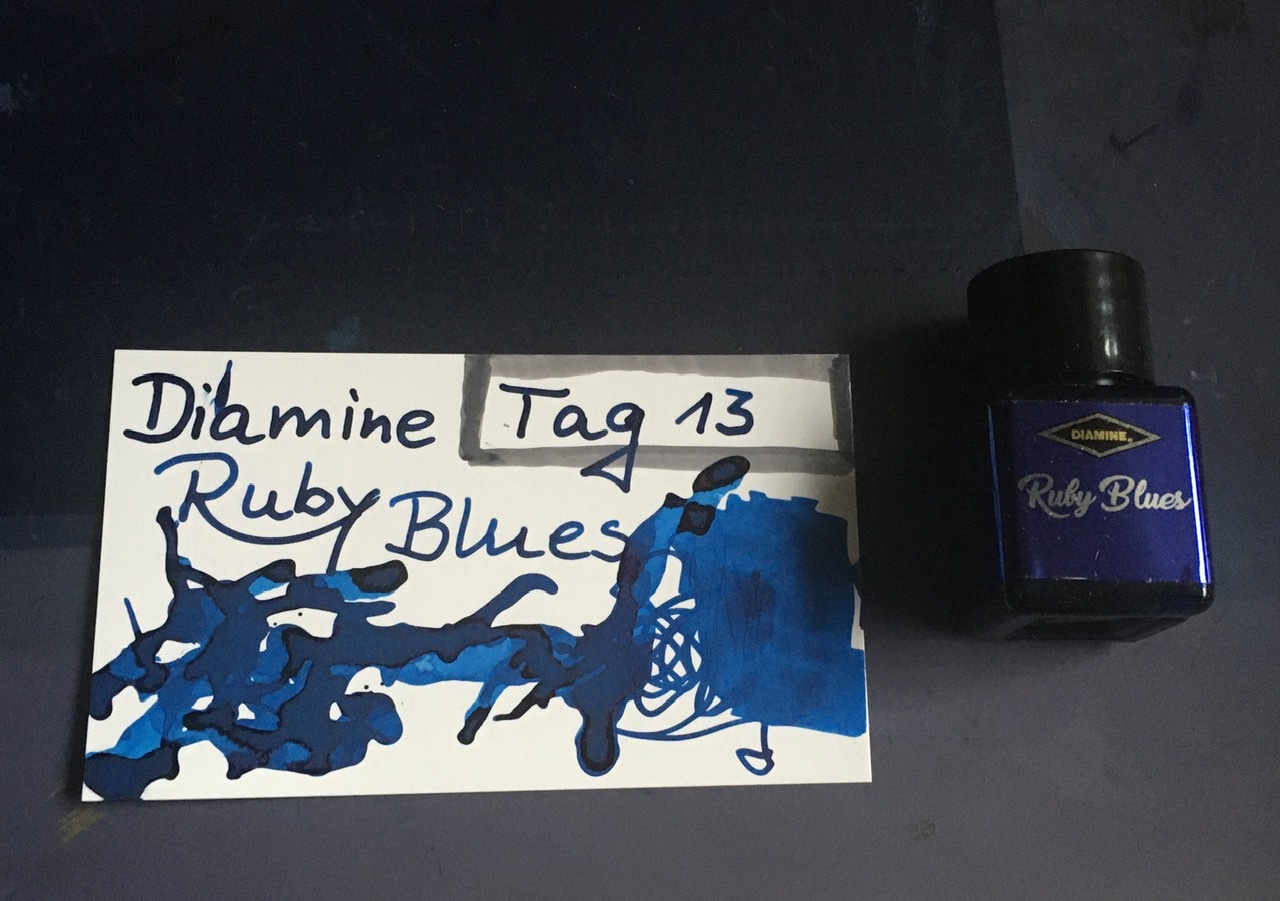 Diamine Tag 13
Ruby Blues
DIAMINE
Ruby Blues